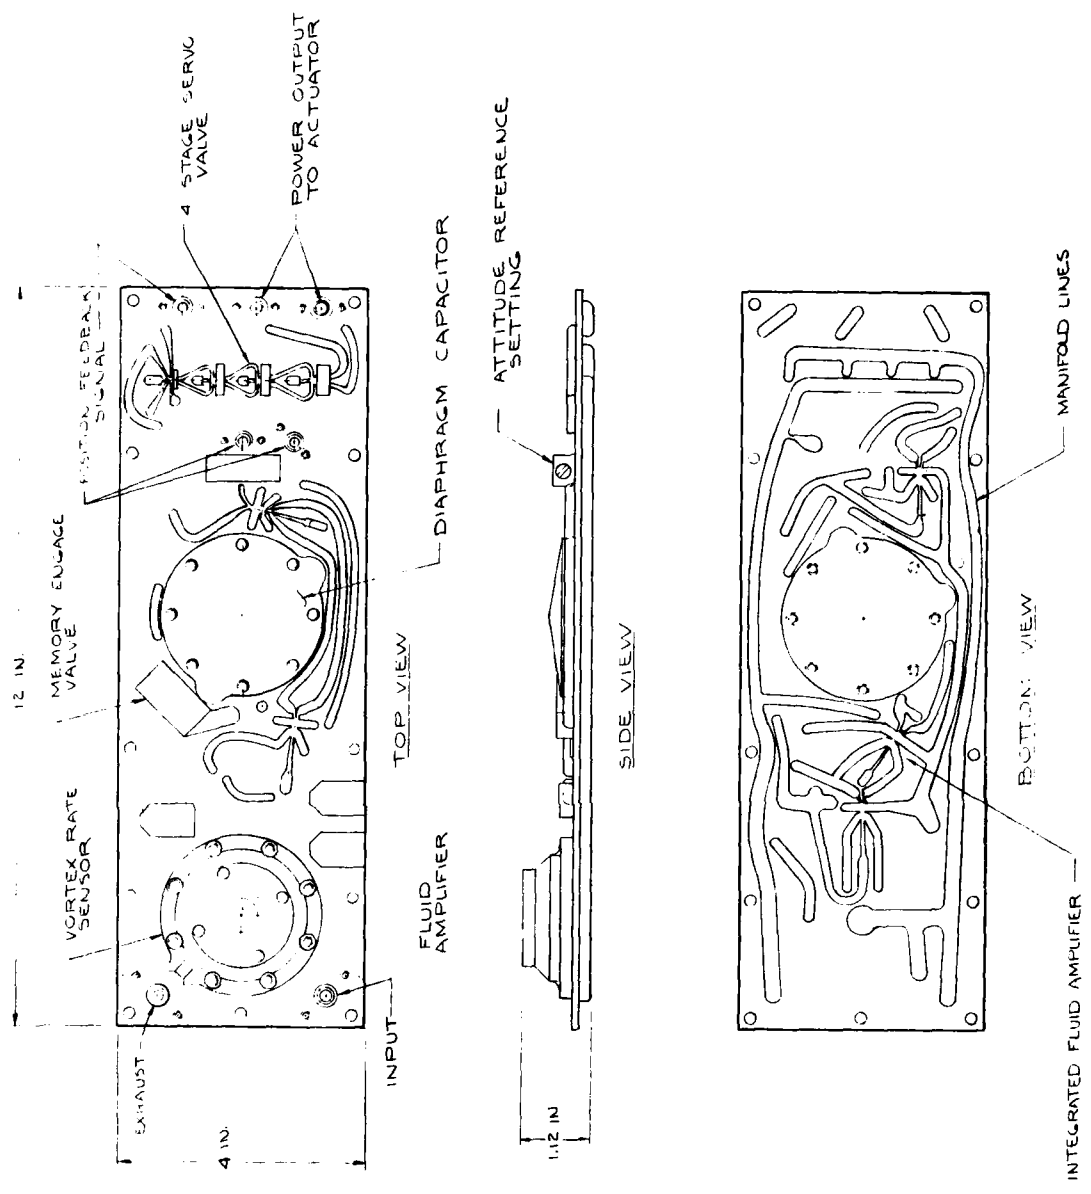 12 IN.
MEMORY ENGAGE
VALVE
VORTEX RATE
SENSOR
POSITION FEEDBACK
SIGNAL
4 STAGE SERVO
VALVE
POWER OUTPUT
TO ACTUATOR
EXHAUST
4 IN.
INPUT
FLUID
AMPLIFIER
TOP VIEW
DIAPHRAGM CAPACITOR
ATTITUDE REFERENCE
SETTING
1.12 IN
SIDE VIEW
BOTTOM VIEW
MANIFOLD LINES
INTEGRATED FLUID AMPLIFIER